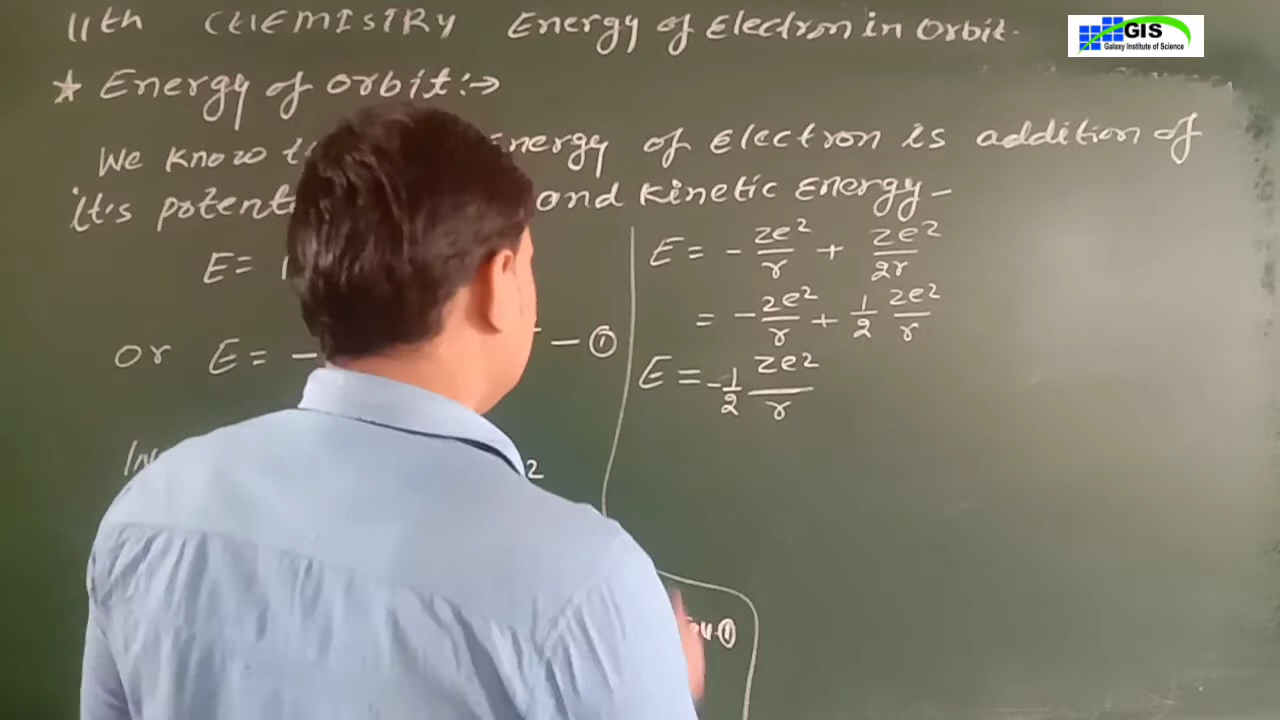 11th CHEMISTRY Energy of Electron in Orbit.
GIS
Galaxy Institute of Science
* Energy of Orbit:→
We know Energy of Electron is addition of
it's and Kinetic Energy-
E=
or E= - - ①
2
E = - ze²/r + ze²/2r
= - ze²/r + 1/2 ze²/r
E = -1/2 ze²/r
①